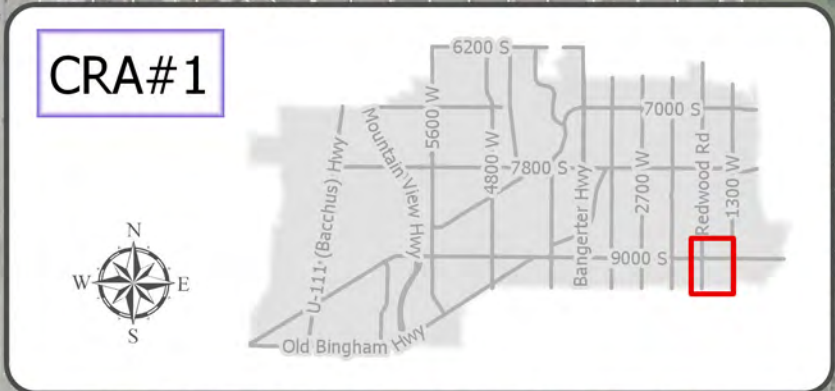 CRA#1
6200 S
5600 W
4800 W
Mountain View Hwy
U-111 (Bacchus) Hwy
7000 S
7800 S
Redwood Rd
1300 W
2700 W
Bangerter Hwy
9000 S
Old Bingham Hwy
N
W
E
S